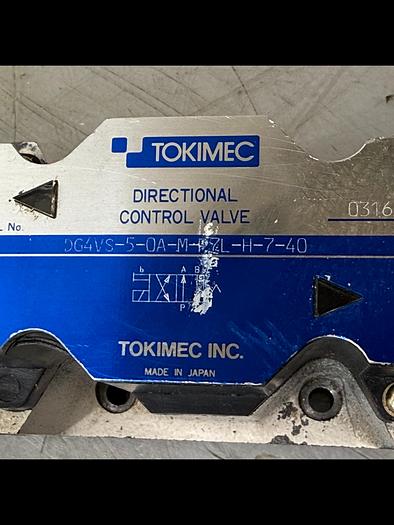 TOKIMEC
DIRECTIONAL
CONTROL VALVE
L No.
0316
DG4VS-5-0A-M- ZL-H-7-40
b A B
P
TOKIMEC INC.
MADE IN JAPAN